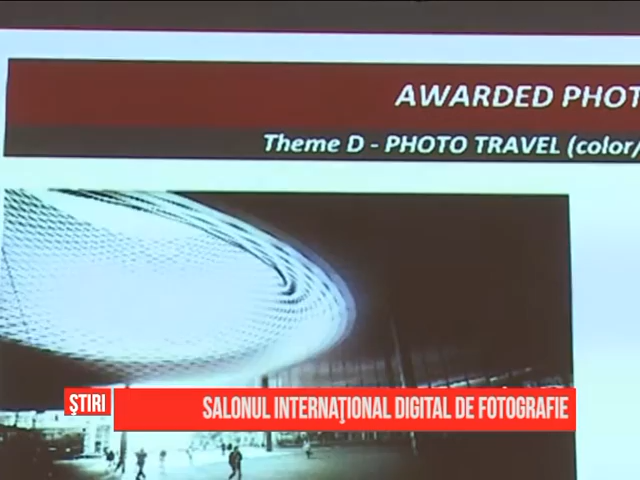 AWARDED PHOT
Theme D - PHOTO TRAVEL (color/
ŞTIRI
SALONUL INTERNAŢIONAL DIGITAL DE FOTOGRAFIE